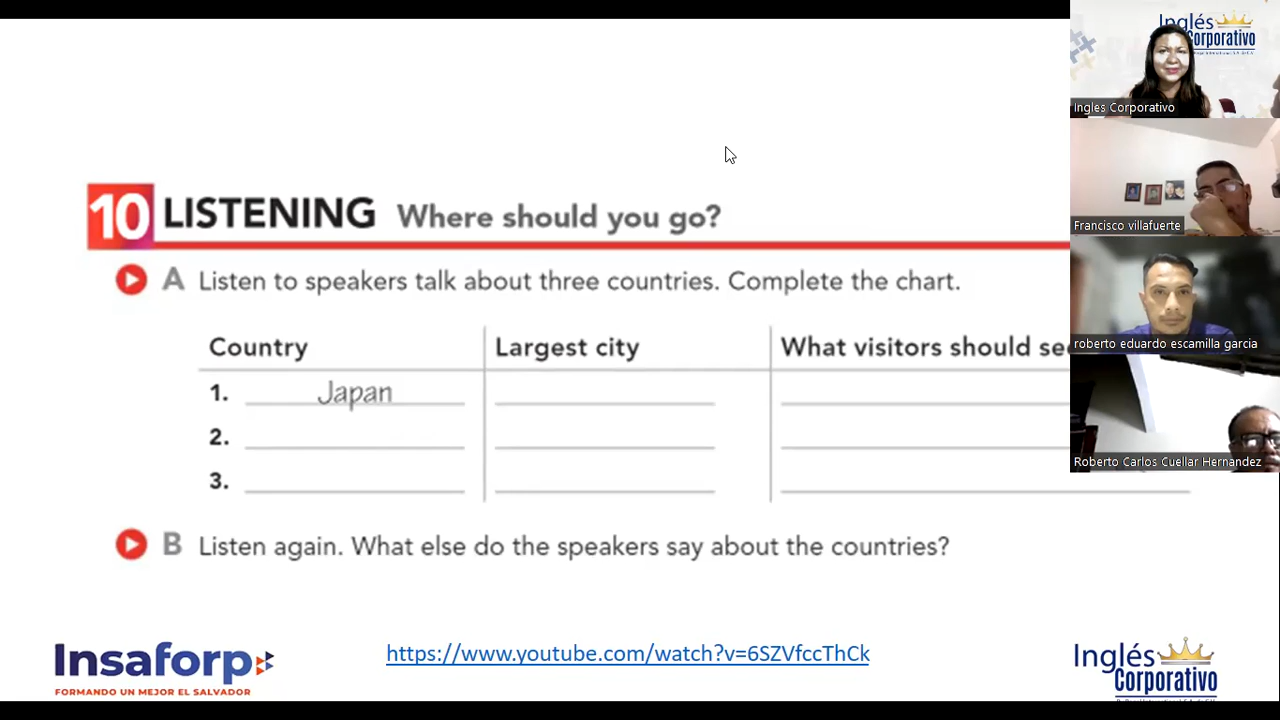 10 LISTENING Where should you go?
A Listen to speakers talk about three countries. Complete the chart.
Country Largest city What visitors should see
1. Japan
2.
3.
B Listen again. What else do the speakers say about the countries?
Insaforp
FORMANDO UN MEJOR EL SALVADOR
https://www.youtube.com/watch?v=6SZVfccThCk
Inglés
Corporativo
Inglés
Corporativo
Ingles Corporativo
Francisco villafuerte
roberto eduardo escamilla garcia
Roberto Carlos Cuellar Hernandez